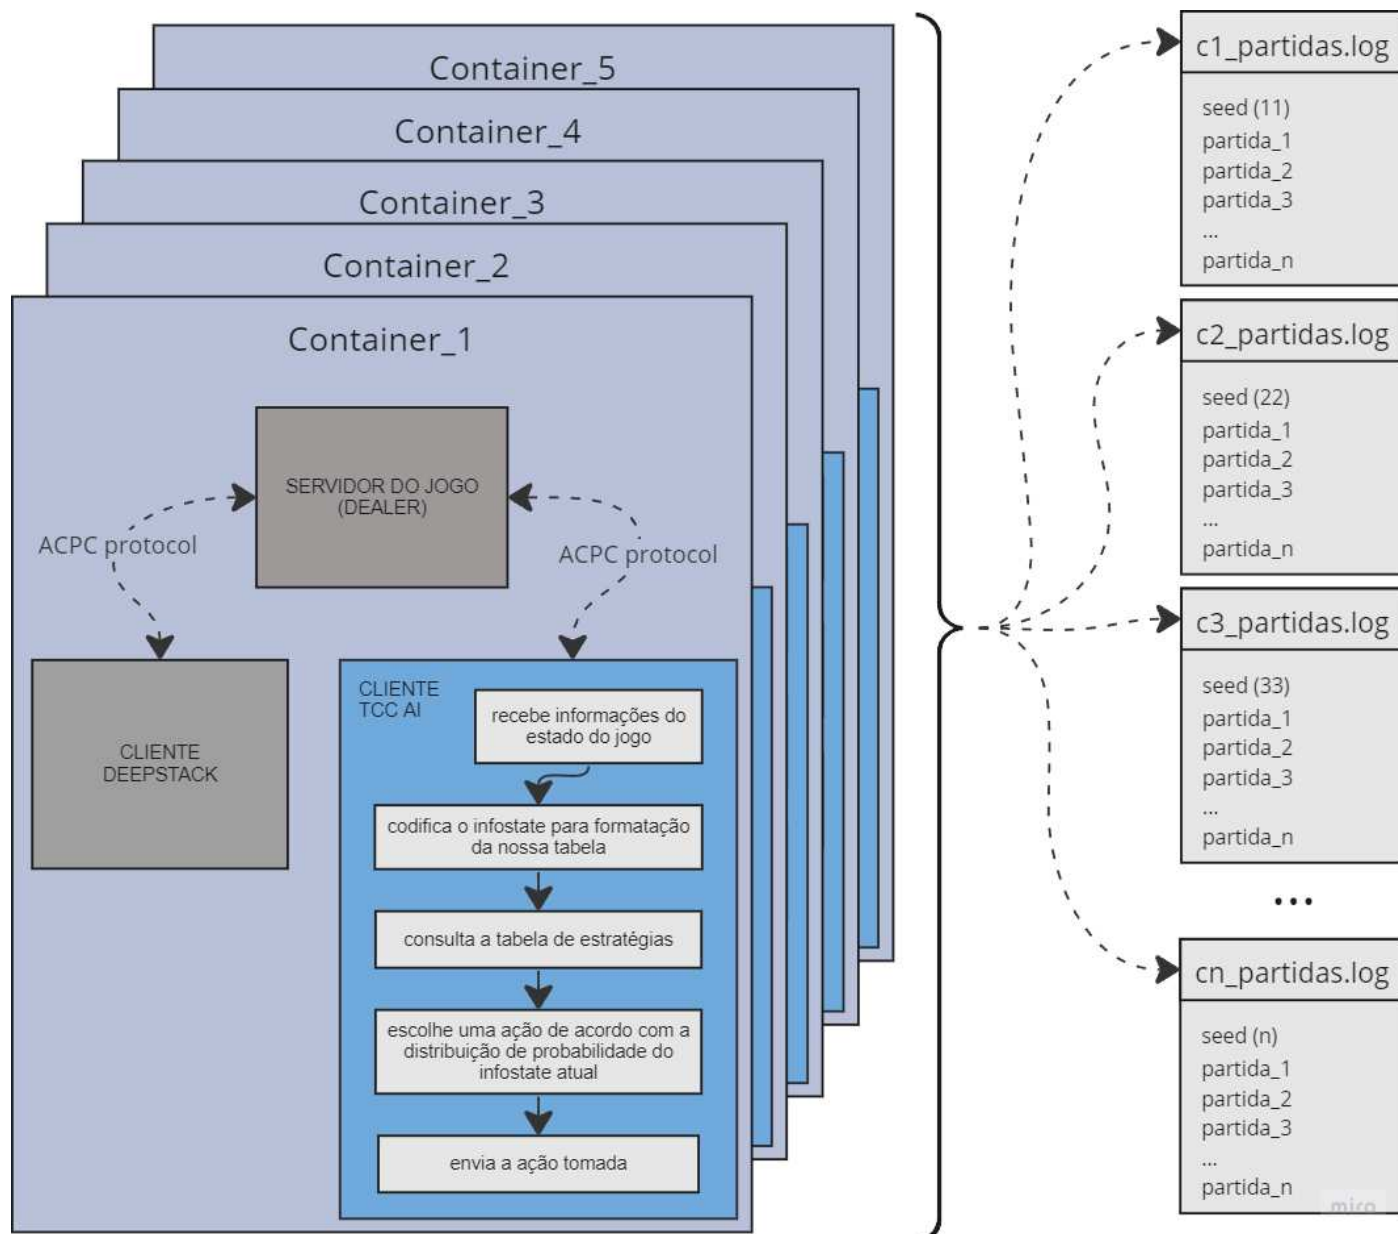 Container_5
Container_4
Container_3
Container_2
Container_1
SERVIDOR DO JOGO
(DEALER)
ACPC protocol
ACPC protocol
CLIENTE
DEEPSTACK
CLIENTE
TCC AI
recebe informações do
estado do jogo
codifica o infostate para formatação
da nossa tabela
consulta a tabela de estratégias
escolhe uma ação de acordo com a
distribuição de probabilidade do
infostate atual
envia a ação tomada
c1_partidas.log
seed (11)
partida_1
partida_2
partida_3
...
partida_n
c2_partidas.log
seed (22)
partida_1
partida_2
partida_3
...
partida_n
c3_partidas.log
seed (33)
partida_1
partida_2
partida_3
...
partida_n
...
cn_partidas.log
seed (n)
partida_1
partida_2
partida_3
...
partida_n
miro